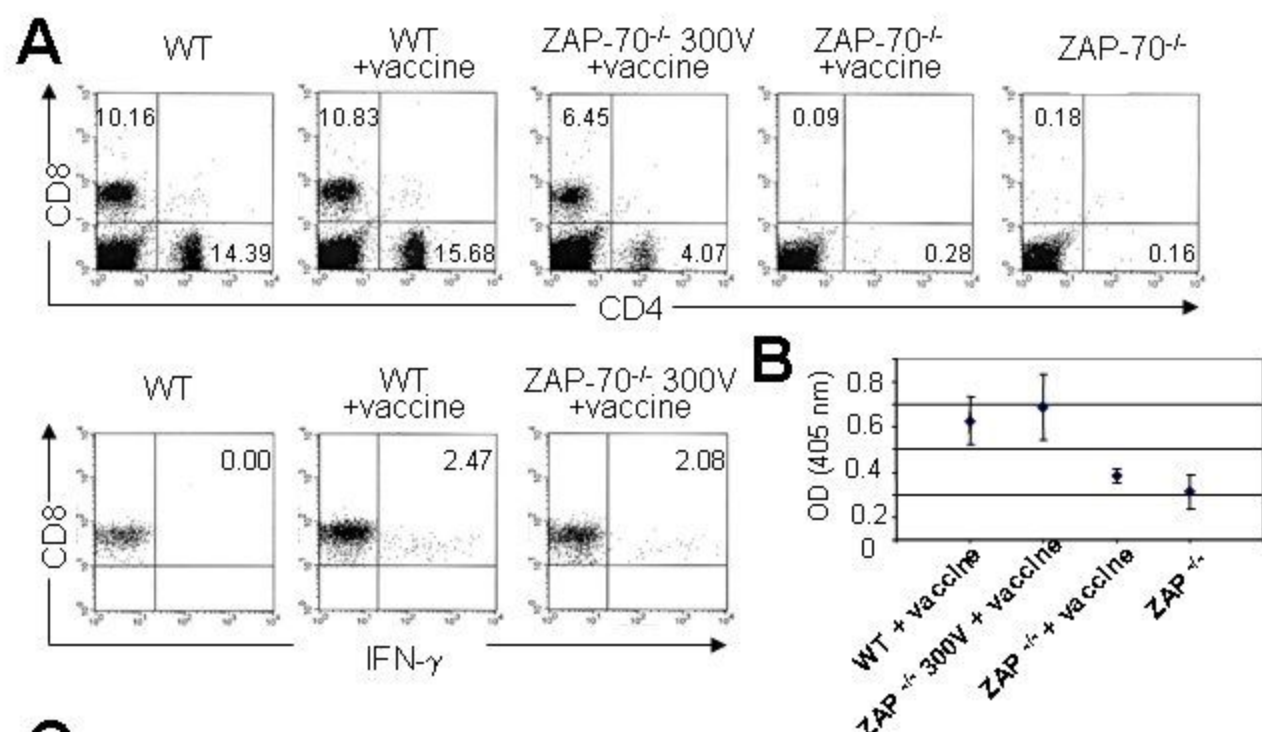 A
WT
WT
+vaccine
ZAP-70-/- 300V
+vaccine
ZAP-70-/-
+vaccine
ZAP-70-/-
10.16
10.83
6.45
0.09
0.18
14.39
15.68
4.07
0.28
0.16
CD8
CD4
WT
WT
+vaccine
ZAP-70-/- 300V
+vaccine
0.00
2.47
2.08
CD8
IFN-γ
B
OD (405 nm)
0.8
0.6
0.4
0.2
0
WT + vaccine
ZAP -/- 300V + vaccine
ZAP -/- + vaccine
ZAP -/-